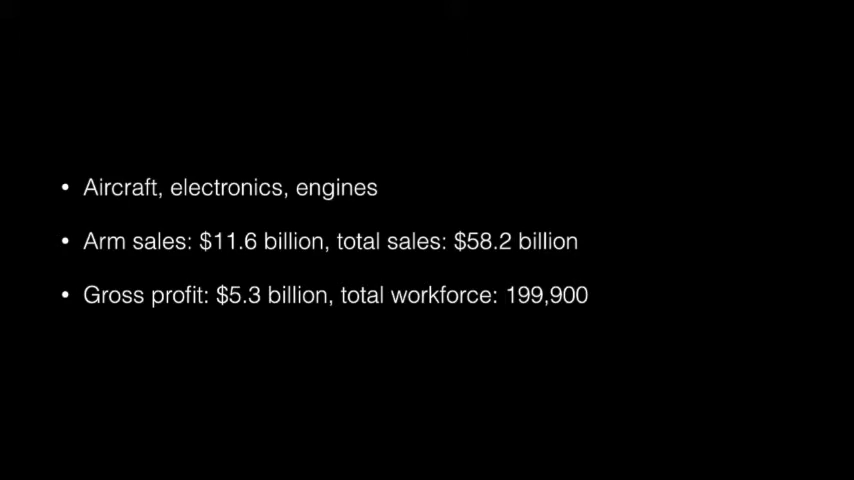 • Aircraft, electronics, engines
• Arm sales: $11.6 billion, total sales: $58.2 billion
• Gross profit: $5.3 billion, total workforce: 199,900